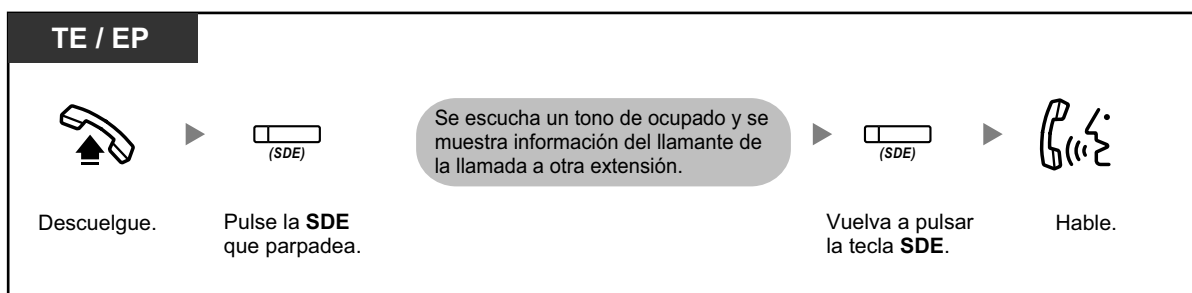 TE / EP
(SDE)
Se escucha un tono de ocupado y se
muestra información del llamante de
la llamada a otra extensión.
(SDE)
Descuelgue.
Pulse la SDE
que parpadea.
Vuelva a pulsar
la tecla SDE.
Hable.